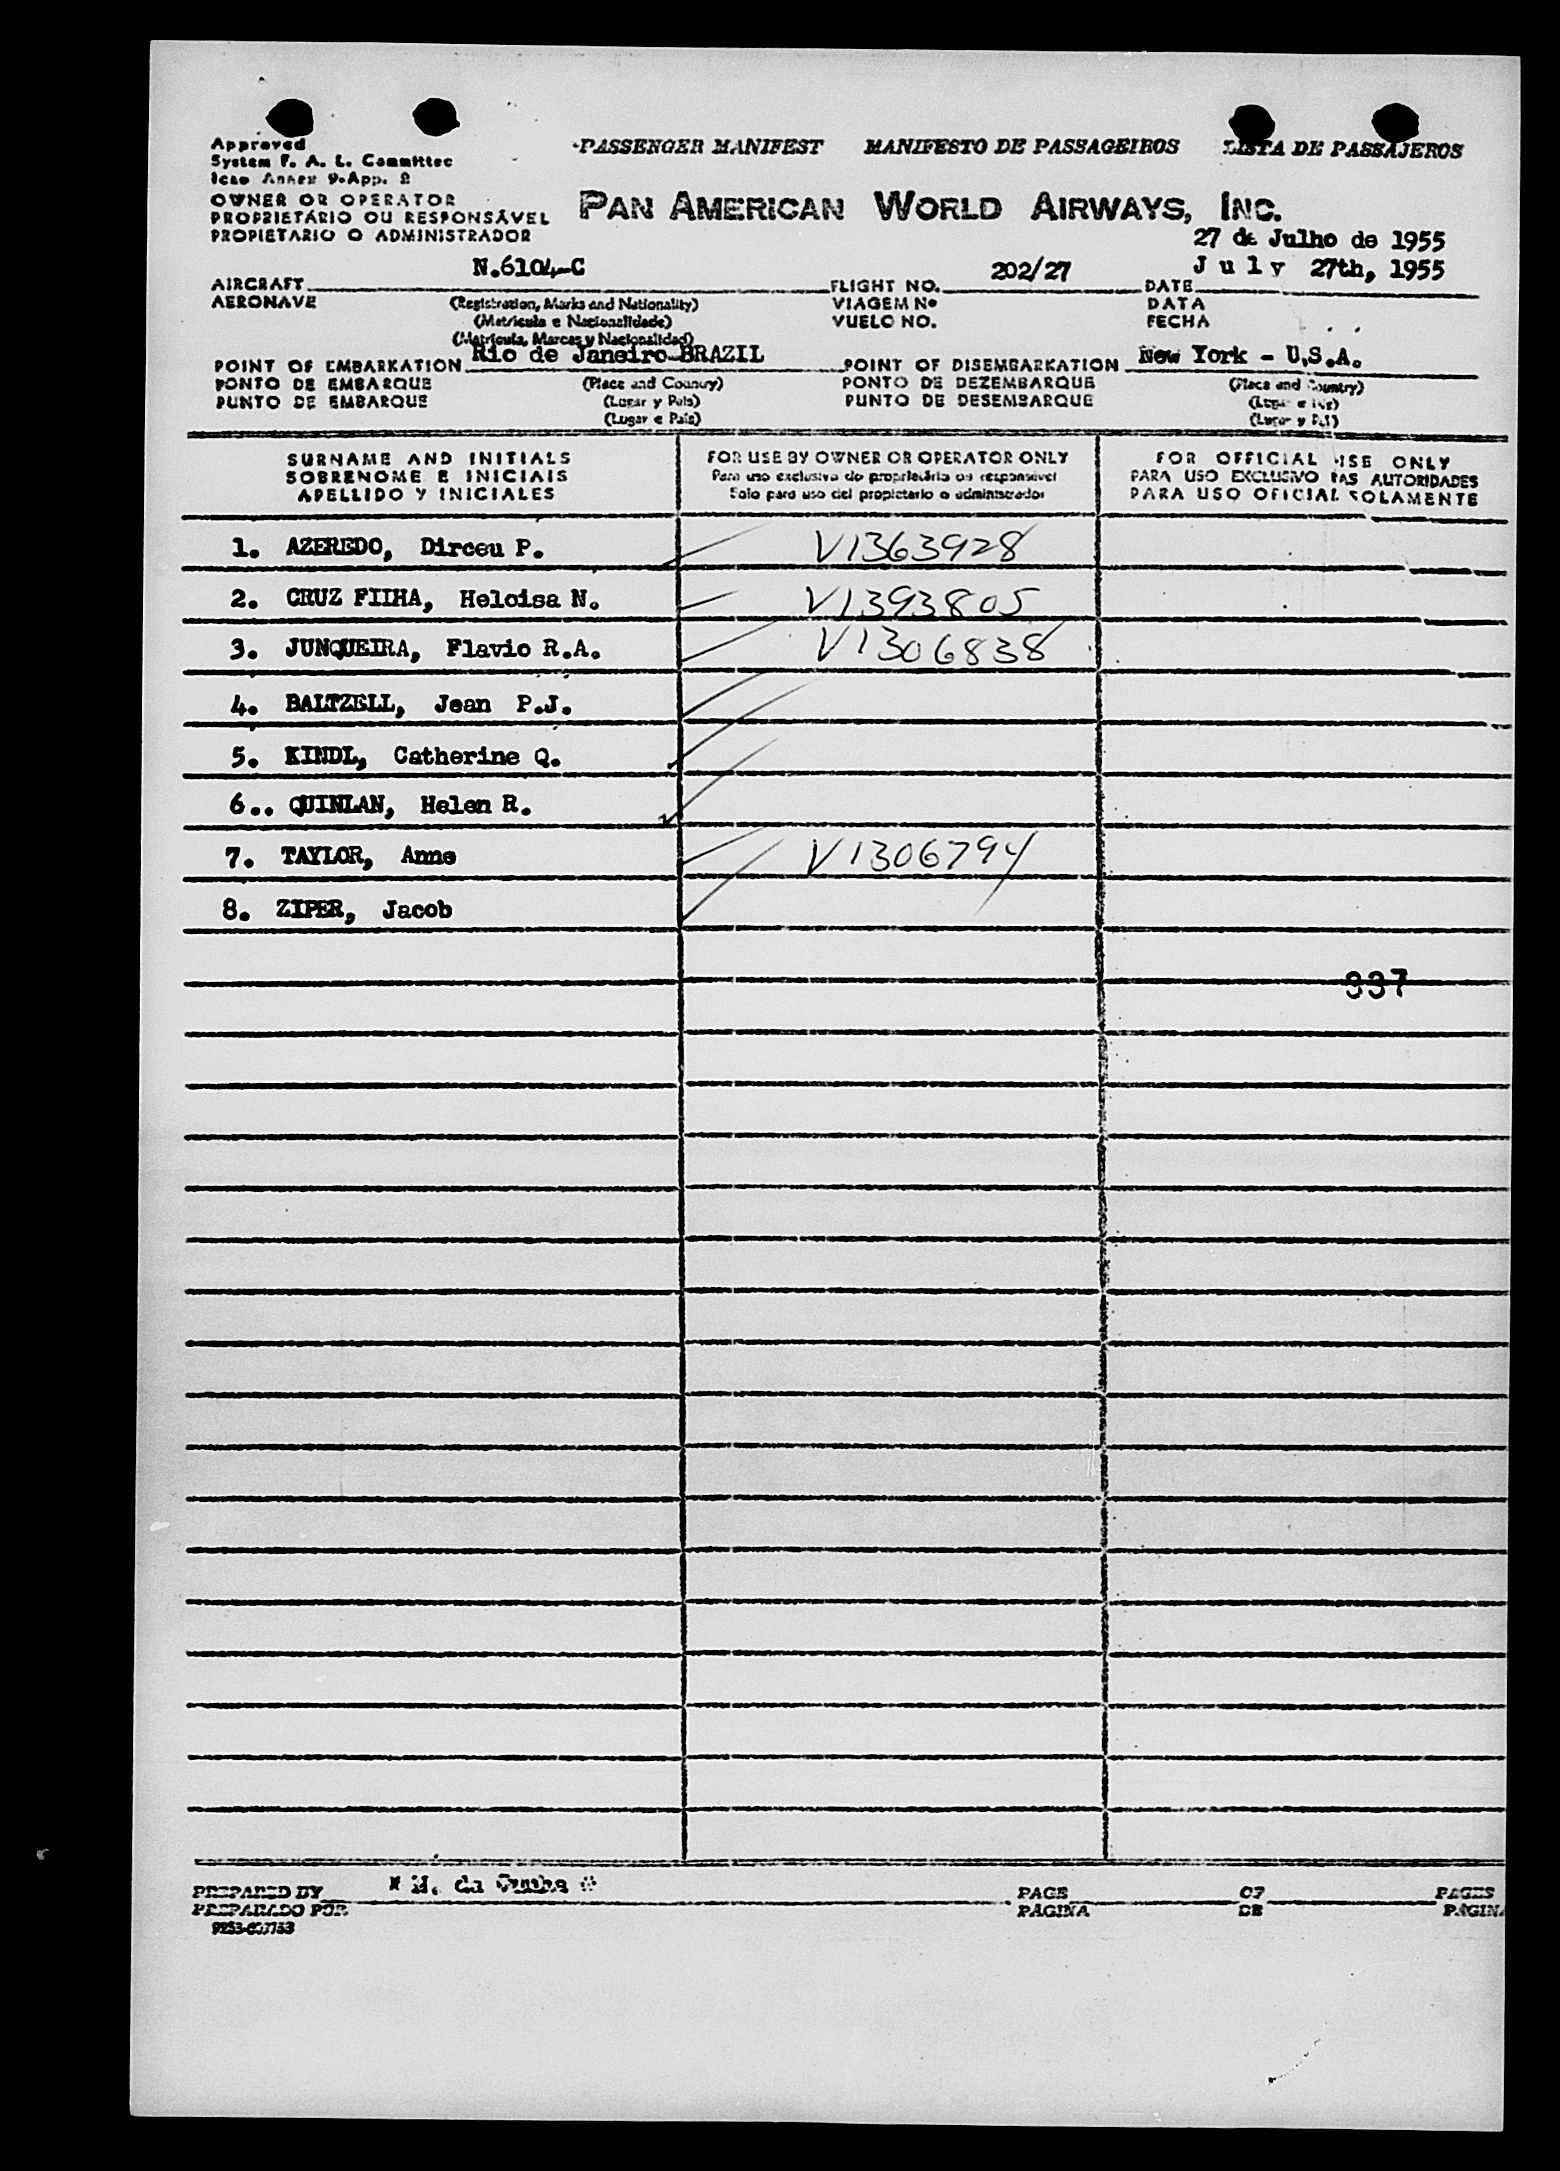 Approved
System F. A. L. Committee
Icao Annex 9-App. 2
PASSENGER MANIFEST MANIFESTO DE PASSAGEIROS LISTA DE PASSAJEROS
OWNER OR OPERATOR
PROPRIETÁRIO OU RESPONSÁVEL
PROPIETARIO O ADMINISTRADOR
PAN AMERICAN WORLD AIRWAYS, INC.
27 de Julho de 1955
July 27th, 1955
AIRCRAFT N.6104-C FLIGHT NO. 202/27 DATE
AERONAVE (Registration, Marks and Nationality) VIAGEM Nº DATA
(Matrícula e Nacionalidade) VUELO NO. FECHA
(Matrícula, Marcas y Nacionalidad)
POINT OF EMBARKATION Rio de Janeiro-BRAZIL POINT OF DISEMBARKATION New York - U.S.A.
PONTO DE EMBARQUE (Place and Country) PONTO DE DEZEMBARQUE (Place and Country)
PUNTO DE EMBARQUE (Lugar y País) PUNTO DE DESEMBARQUE
(Lugar e País)
SURNAME AND INITIALS FOR USE BY OWNER OR OPERATOR ONLY FOR OFFICIAL USE ONLY
SOBRENOME E INICIAIS Para uso exclusivo do proprietário ou responsável PARA USO EXCLUSIVO DAS AUTORIDADES
APELLIDO Y INICIALES Solo para uso del propietario o administrador PARA USO OFICIAL SOLAMENTE
1. AZEREDO, Dirceu P. V1363928
2. CRUZ FIIHA, Heloisa N. V1393805
3. JUNQUEIRA, Flavio R.A. V1306838
4. BALTZELL, Jean P.J.
5. KINDL, Catherine Q.
6.. QUINLAN, Helen R.
7. TAYLOR, Anne V1306794
8. ZIPER, Jacob
337
PREPARED BY M. da Cunha PAGE OF PAGES
PREPARADO POR PAGINA DE PAGINA